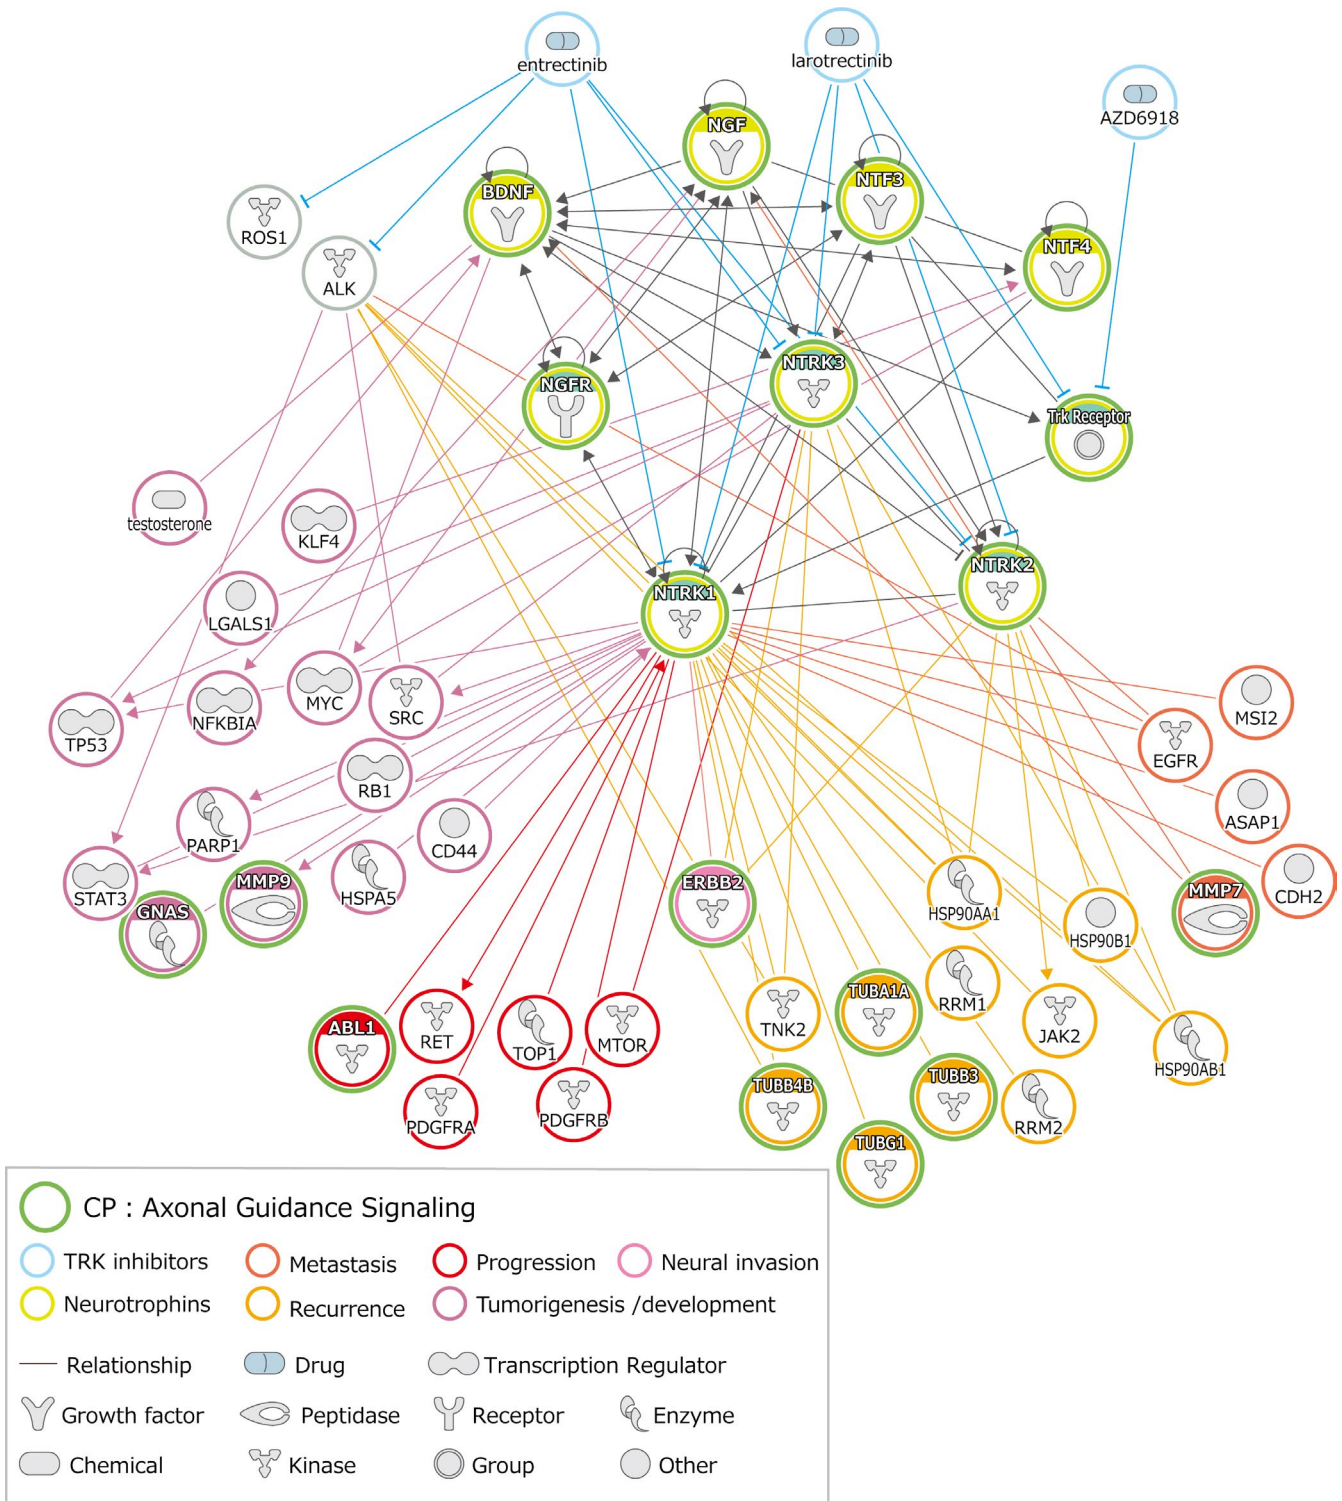 entrectinib
larotrectinib
AZD6918
NGF
NTF3
BDNF
NTF4
ROS1
ALK
NTRK3
NGFR
Trk Receptor
testosterone
KLF4
NTRK2
NTRK1
LGALS1
MYC
SRC
NFKBIA
TP53
MSI2
EGFR
RB1
ASAP1
PARP1
CD44
STAT3
MMP9
HSPA5
ERBB2
HSP90AA1
HSP90B1
MMP7
CDH2
GNAS
TUBA1A
RRM1
ABL1
RET
TOP1
MTOR
TNK2
JAK2
HSP90AB1
PDGFRA
PDGFRB
TUBB4B
TUBB3
RRM2
TUBG1
CP : Axonal Guidance Signaling
TRK inhibitors
Metastasis
Progression
Neural invasion
Neurotrophins
Recurrence
Tumorigenesis /development
Relationship
Drug
Transcription Regulator
Growth factor
Peptidase
Receptor
Enzyme
Chemical
Kinase
Group
Other